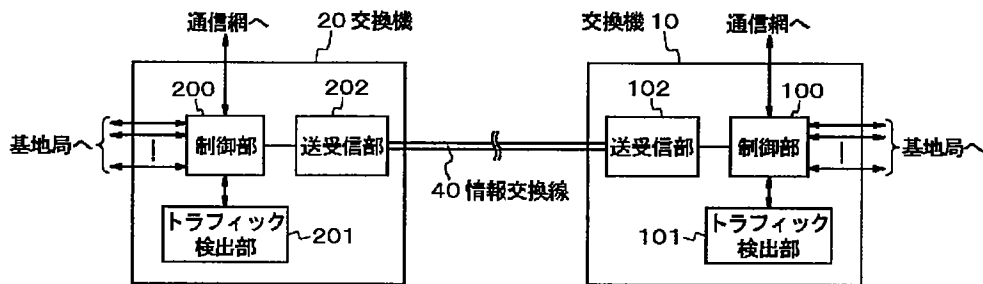 通信網へ
20 交換機
交換機 10
通信網へ
200
202
102
100
基地局へ
制御部
送受信部
送受信部
制御部
基地局へ
40 情報交換線
トラフィック
検出部
201
101
トラフィック
検出部